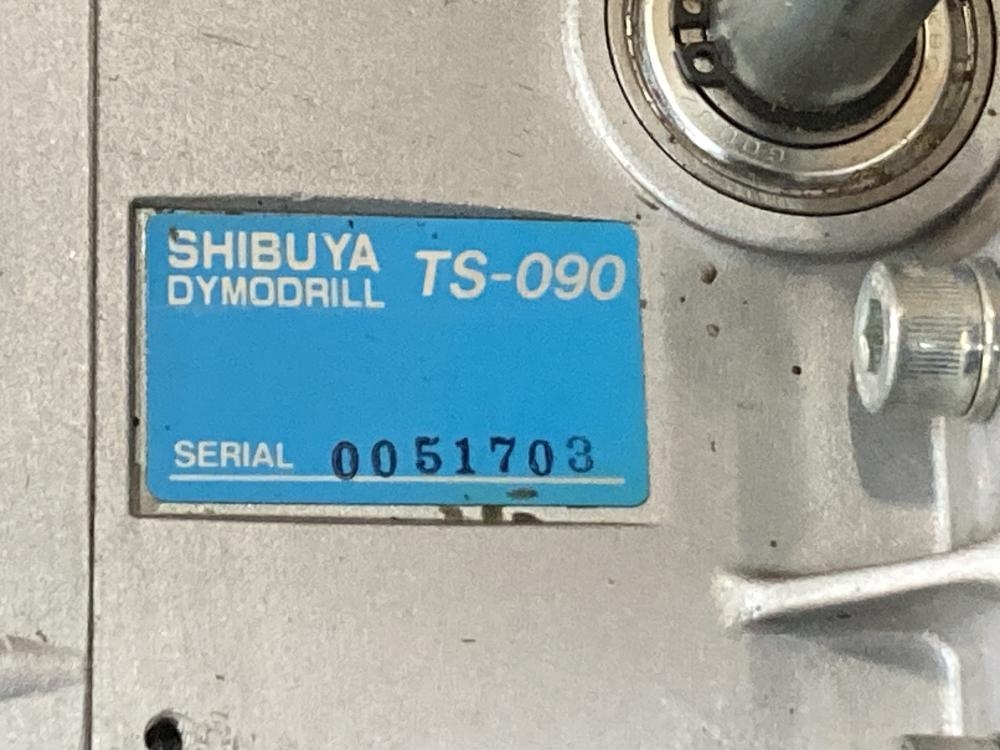 SHIBUYA TS-090
DYMODRILL
SERIAL 0051703